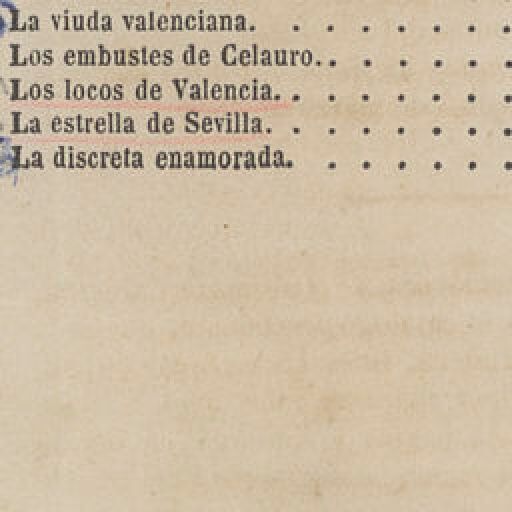 La viuda valenciana. . . . . . . .
Los embustes de Celauro. . . . . . .
Los locos de Valencia. . . . . . . .
La estrella de Sevilla. . . . . . . .
La discreta enamorada. . . . . . .